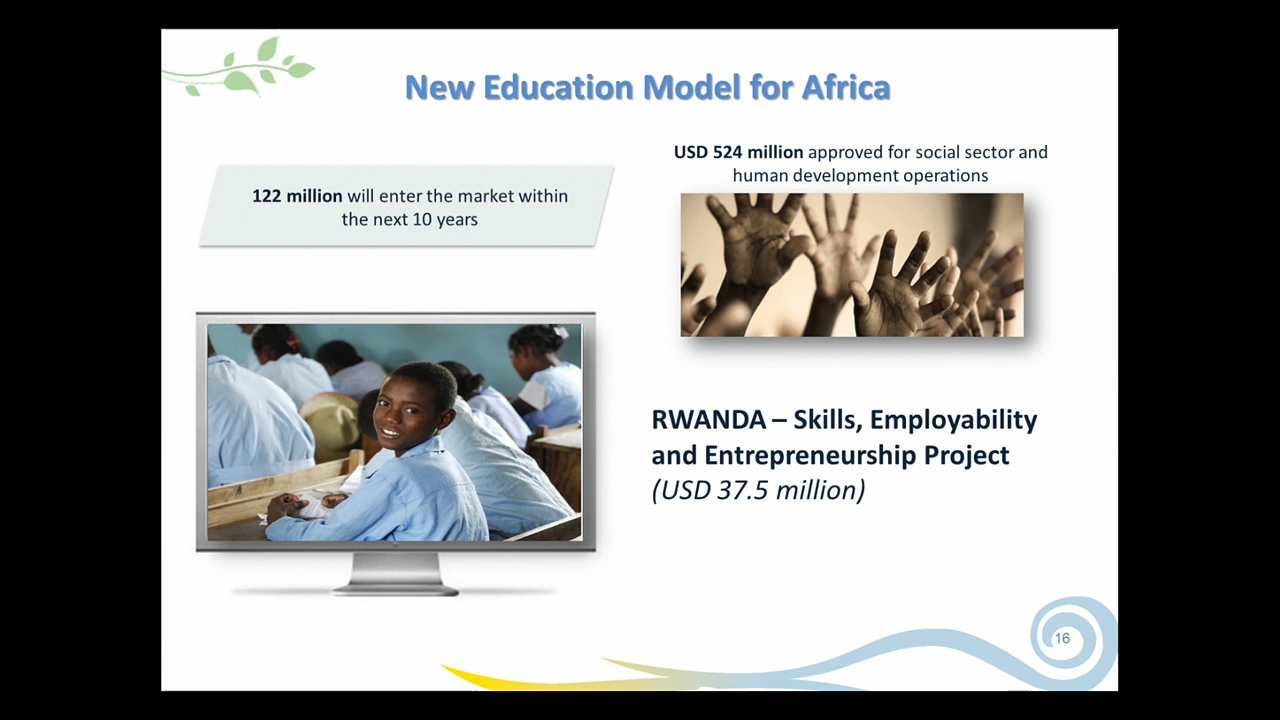 New Education Model for Africa
122 million will enter the market within
the next 10 years
USD 524 million approved for social sector and
human development operations
RWANDA – Skills, Employability
and Entrepreneurship Project
(USD 37.5 million)
16